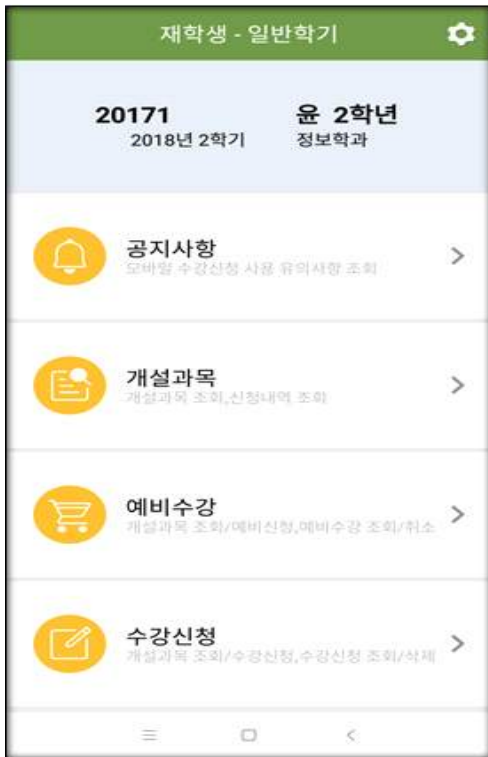 재학생 - 일반학기
20171 윤 2학년
2018년 2학기 정보학과
공지사항
모바일 수강신청 사용 유의사항 조회
개설과목
개설과목 조회,신청내역 조회
예비수강
개설과목 조회/예비신청,예비수강 조회/취소
수강신청
개설과목 조회/수강신청,수강신청 조회/삭제